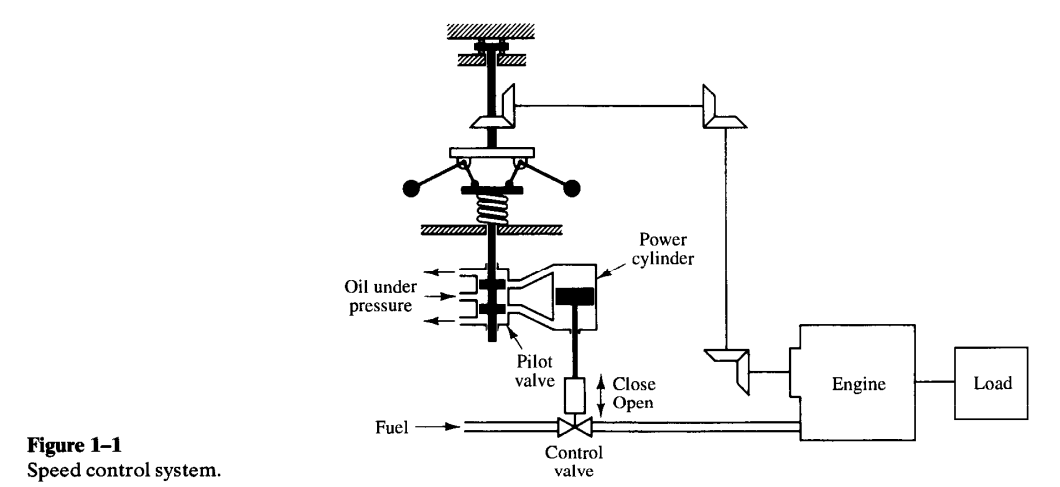 Power
cylinder
Oil under
pressure
Pilot
valve
Close
Open
Engine
Load
Fuel
Control
valve
Figure 1–1
Speed control system.